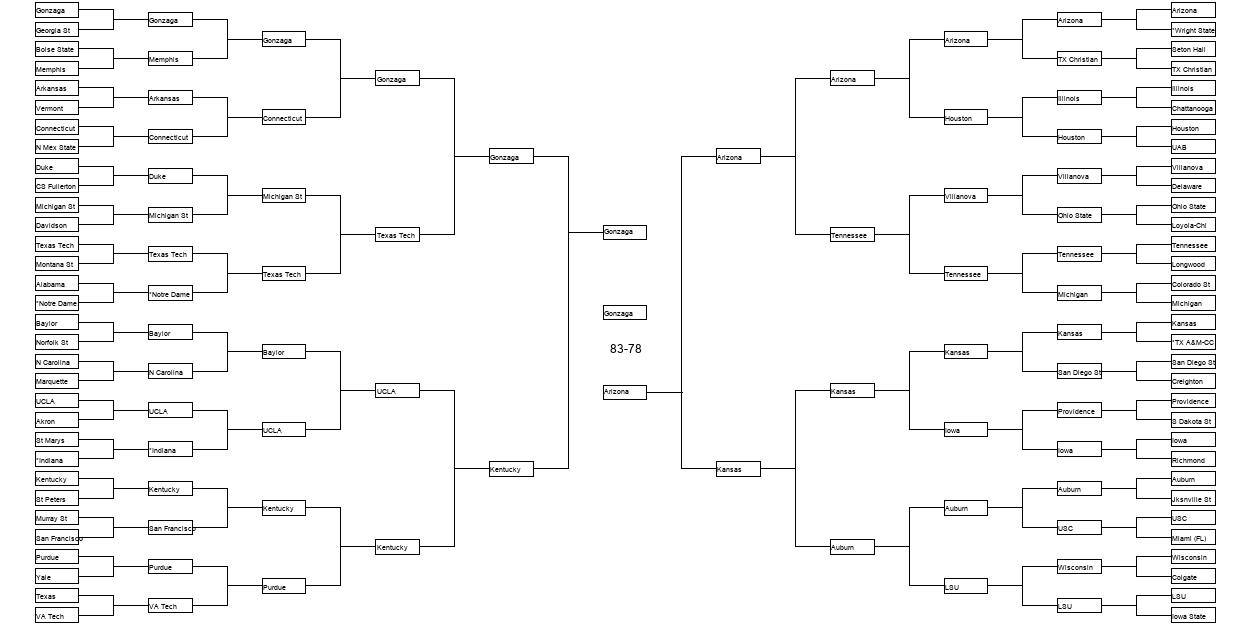 Gonzaga
Georgia St
Boise State
Memphis
Arkansas
Vermont
Connecticut
N Mex State
Duke
CS Fullerton
Michigan St
Davidson
Texas Tech
Montana St
Alabama
*Notre Dame
Baylor
Norfolk St
N Carolina
Marquette
UCLA
Akron
St Marys
*Indiana
Kentucky
St Peters
Murray St
San Francisco
Purdue
Yale
Texas
VA Tech
Gonzaga
Memphis
Arkansas
Connecticut
Duke
Michigan St
Texas Tech
*Notre Dame
Baylor
N Carolina
UCLA
*Indiana
Kentucky
San Francisco
Purdue
VA Tech
Gonzaga
Connecticut
Michigan St
Texas Tech
Baylor
UCLA
Kentucky
Purdue
Gonzaga
Texas Tech
UCLA
Kentucky
Gonzaga
Kentucky
Gonzaga
Gonzaga
83-78
Arizona
Arizona
Kansas
Arizona
Tennessee
Kansas
Auburn
Arizona
Houston
Villanova
Tennessee
Kansas
Iowa
Auburn
LSU
Arizona
TX Christian
Illinois
Houston
Villanova
Ohio State
Tennessee
Michigan
Kansas
San Diego St
Providence
Iowa
Auburn
USC
Wisconsin
LSU
Arizona
*Wright State
Seton Hall
TX Christian
Illinois
Chattanooga
Houston
UAB
Villanova
Delaware
Ohio State
Loyola-Chi
Tennessee
Longwood
Colorado St
Michigan
Kansas
*TX A&M-CC
San Diego St
Creighton
Providence
S Dakota St
Iowa
Richmond
Auburn
Jksnville St
USC
Miami (FL)
Wisconsin
Colgate
LSU
Iowa State